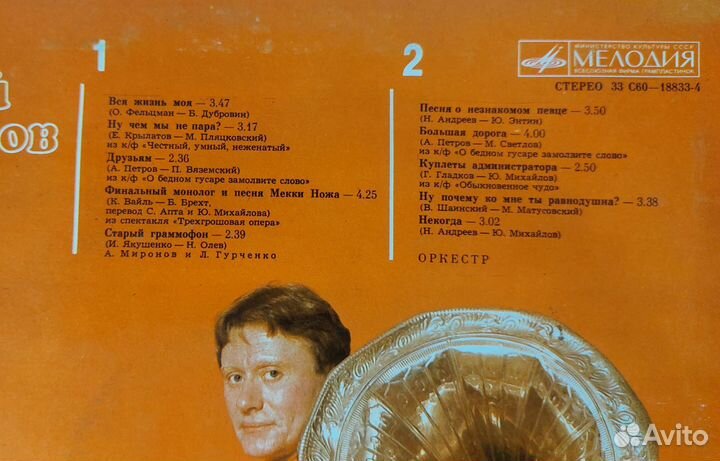 й
ов
1
Вся жизнь моя — 3.47
(О. Фельцман — Б. Дубровин)
Ну чем мы не пара? — 3.17
(Е. Крылатов — М. Пляцковский)
из к/ф «Честный, умный, неженатый»
Друзьям — 2.36
(А. Петров — П. Вяземский)
из к/ф «О бедном гусаре замолвите слово»
Финальный монолог и песня Мекки Ножа — 4.25
(К. Вайль — Б. Брехт,
перевод С. Апта и Ю. Михайлова)
из спектакля «Трехгрошовая опера»
Старый граммофон — 2.39
(И. Якушенко — Н. Олев)
А. Миронов и Л. Гурченко
2
МИНИСТЕРСТВО КУЛЬТУРЫ СССР
МЕЛОДИЯ
ВСЕСОЮЗНАЯ ФИРМА ГРАМПЛАСТИНОК
СТЕРЕО 33 С60—18833-4
Песня о незнакомом певце — 3.50
(Н. Андреев — Ю. Энтин)
Большая дорога — 4.00
(А. Петров — М. Светлов)
из к/ф «О бедном гусаре замолвите слово»
Куплеты администратора — 2.50
(Г. Гладков — Ю. Михайлов)
из к/ф «Обыкновенное чудо»
Ну почему ко мне ты равнодушна? — 3.38
(В. Шаинский — М. Матусовский)
Некогда — 3.02
(Н. Андреев — Ю. Михайлов)
ОРКЕСТР
Avito